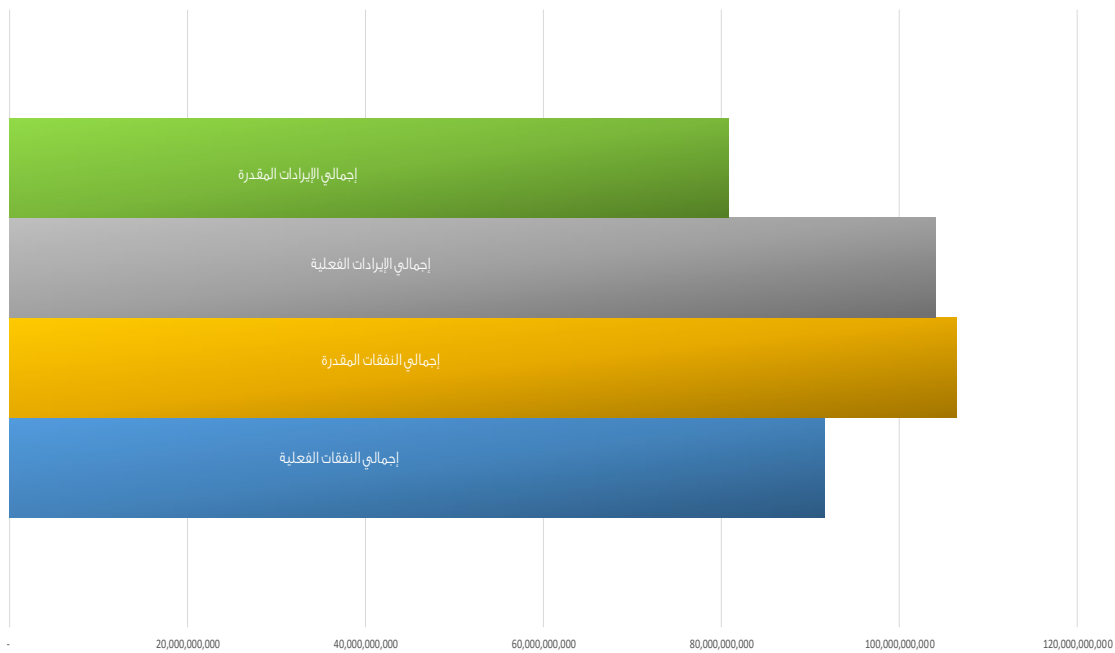 إجمالي الإيرادات المقدرة
إجمالي الإيرادات الفعلية
إجمالي النفقات المقدرة
إجمالي النفقات الفعلية
- 20,000,000,000 40,000,000,000 60,000,000,000 80,000,000,000 100,000,000,000 120,000,000,000